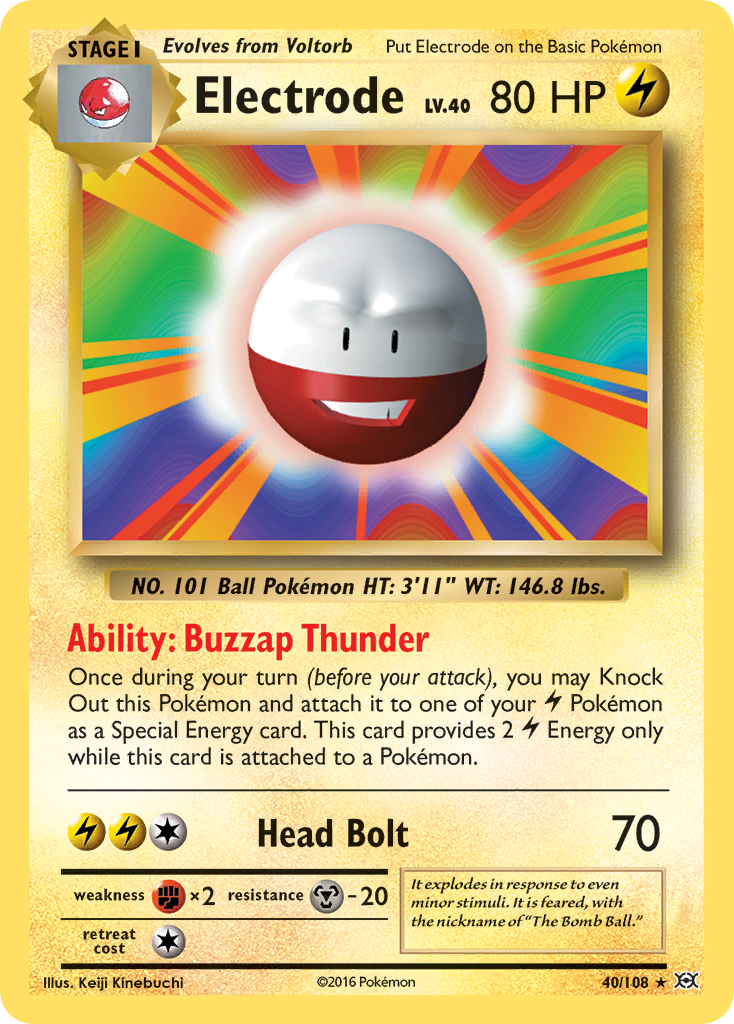 STAGE 1 Evolves from Voltorb Put Electrode on the Basic Pokémon
Electrode LV.40 80 HP
NO. 101 Ball Pokémon HT: 3'11" WT: 146.8 lbs.
Ability: Buzzap Thunder
Once during your turn (before your attack), you may Knock
Out this Pokémon and attach it to one of your Pokémon
as a Special Energy card. This card provides 2 Energy only
while this card is attached to a Pokémon.
Head Bolt 70
weakness ×2 resistance -20
retreat
cost
It explodes in response to even
minor stimuli. It is feared, with
the nickname of "The Bomb Ball."
Illus. Keiji Kinebuchi ©2016 Pokémon 40/108 ★